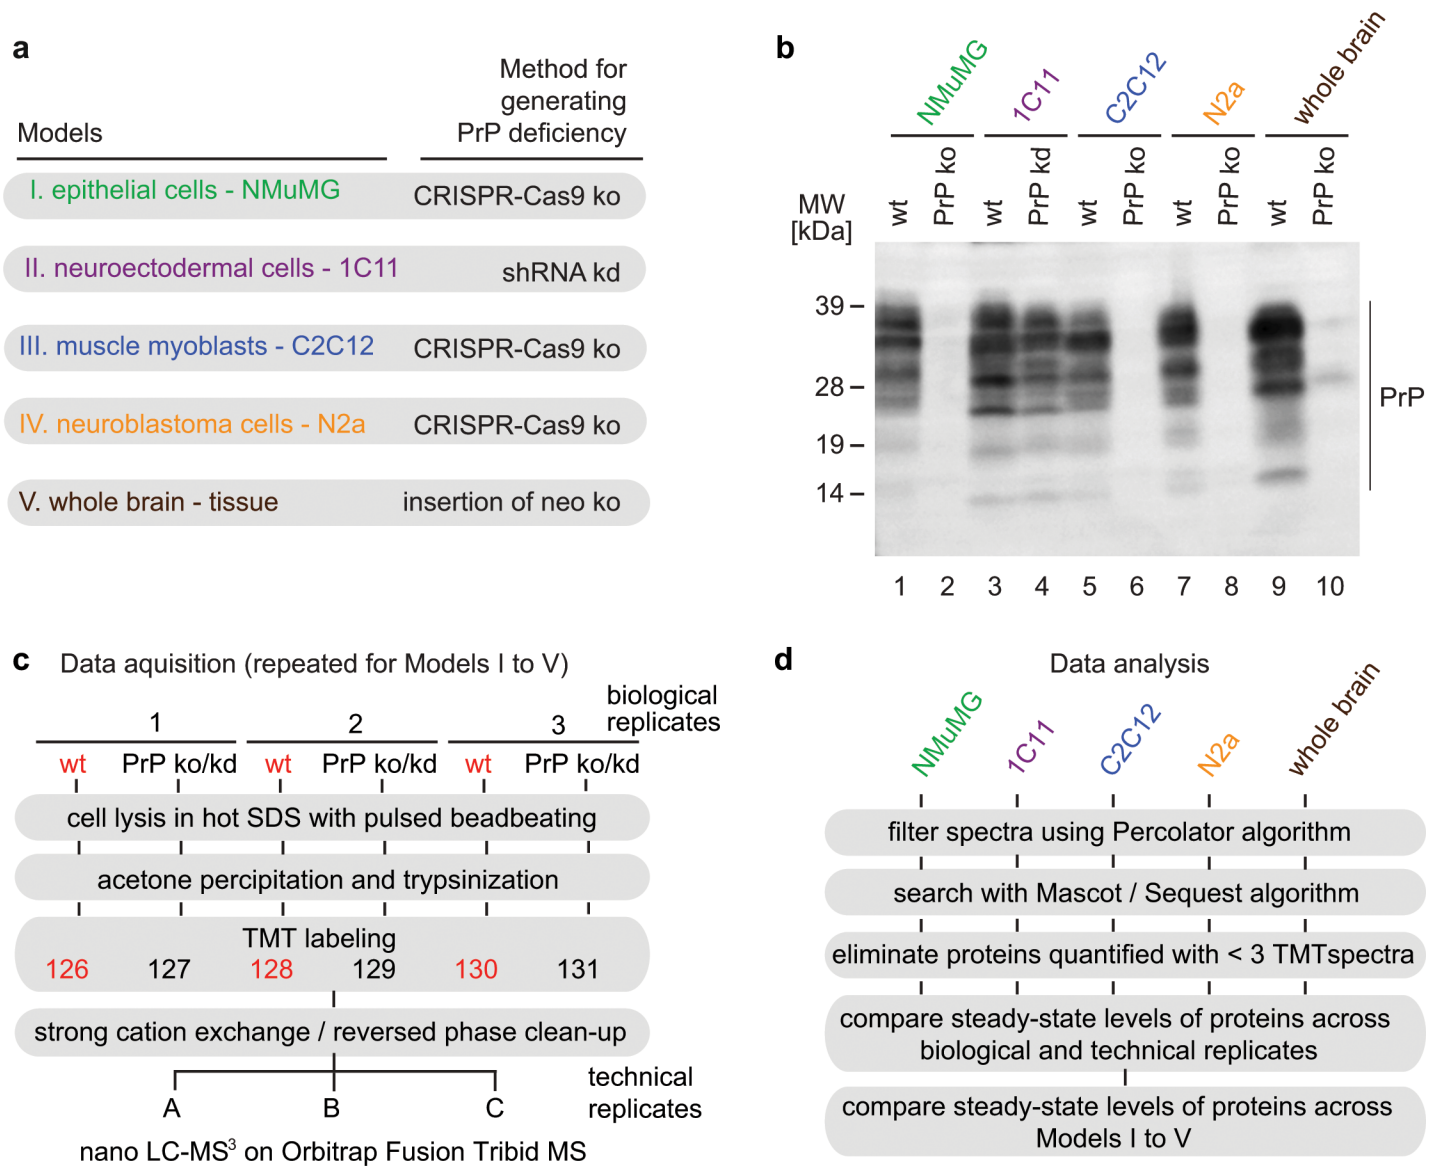 a
Method for
generating
Models PrP deficiency
I. epithelial cells - NMuMG CRISPR-Cas9 ko
II. neuroectodermal cells - 1C11 shRNA kd
III. muscle myoblasts - C2C12 CRISPR-Cas9 ko
IV. neuroblastoma cells - N2a CRISPR-Cas9 ko
V. whole brain - tissue insertion of neo ko
b
NMuMG 1C11 C2C12 N2a whole brain
wt PrP ko wt PrP kd wt PrP ko wt PrP ko wt PrP ko
MW
[kDa]
39
28
19
14
PrP
1 2 3 4 5 6 7 8 9 10
c Data aquisition (repeated for Models I to V)
biological
replicates
1 2 3
wt PrP ko/kd wt PrP ko/kd wt PrP ko/kd
cell lysis in hot SDS with pulsed beadbeating
acetone percipitation and trypsinization
TMT labeling
126 127 128 129 130 131
strong cation exchange / reversed phase clean-up
technical
replicates
A B C
nano LC-MS3 on Orbitrap Fusion Tribid MS
d Data analysis
NMuMG 1C11 C2C12 N2a whole brain
filter spectra using Percolator algorithm
search with Mascot / Sequest algorithm
eliminate proteins quantified with < 3 TMTspectra
compare steady-state levels of proteins across
biological and technical replicates
compare steady-state levels of proteins across
Models I to V